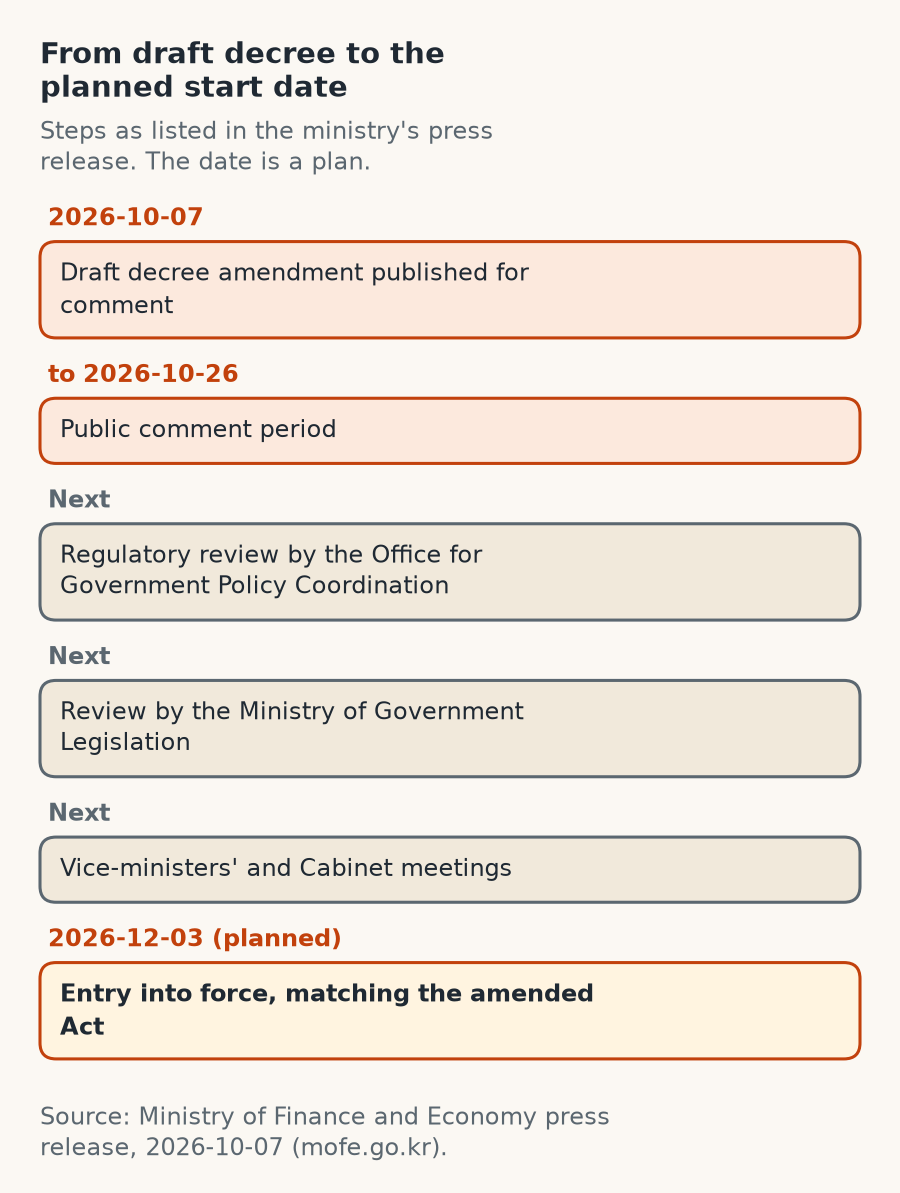 From draft decree to the
planned start date
Steps as listed in the ministry's press
release. The date is a plan.
2026-10-07
Draft decree amendment published for
comment
to 2026-10-26
Public comment period
Next
Regulatory review by the Office for
Government Policy Coordination
Next
Review by the Ministry of Government
Legislation
Next
Vice-ministers' and Cabinet meetings
2026-12-03 (planned)
Entry into force, matching the amended
Act
Source: Ministry of Finance and Economy press
release, 2026-10-07 (mofe.go.kr).